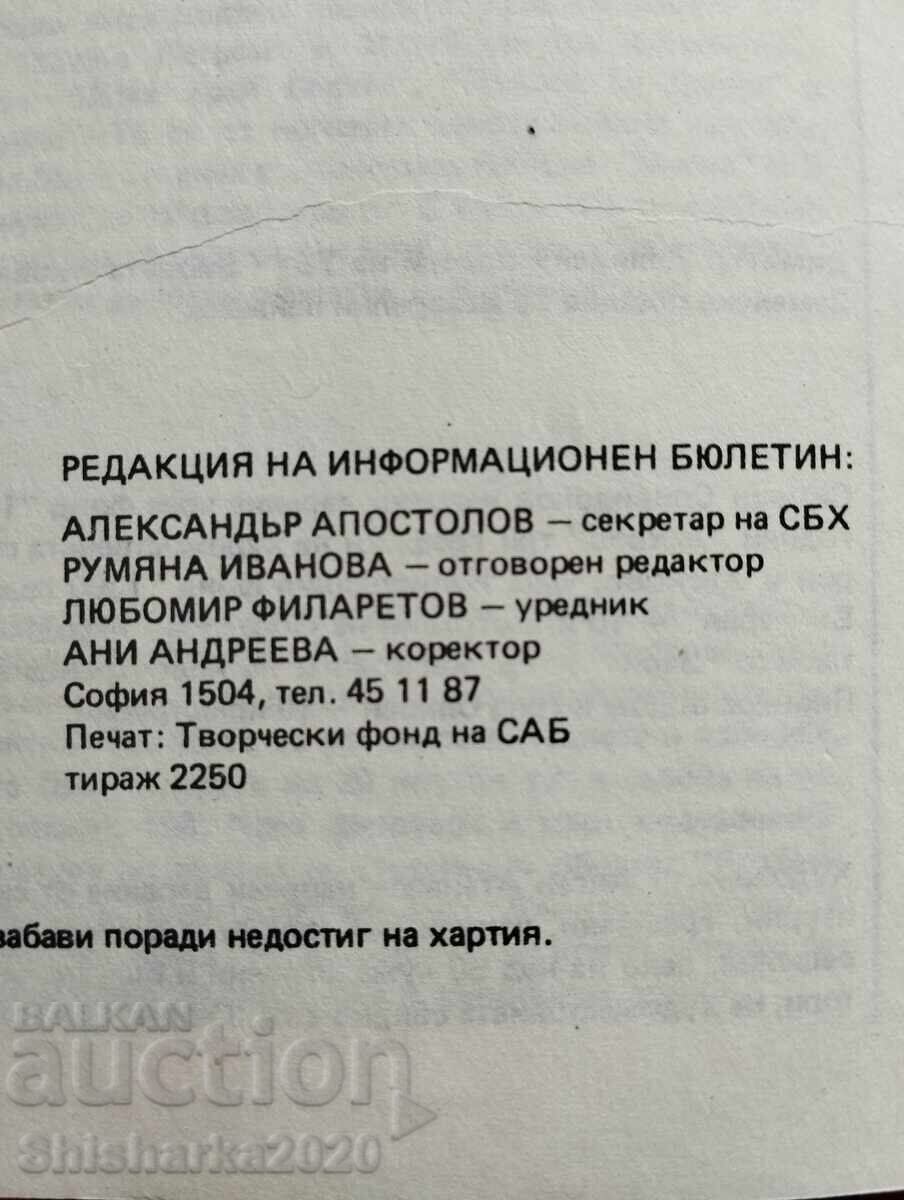 РЕДАКЦИЯ НА ИНФОРМАЦИОНЕН БЮЛЕТИН:
АЛЕКСАНДЬР АПОСТОЛОВ — секретар на СБХ
РУМЯНА ИВАНОВА — отговорен редактор
ЛЮБОМИР ФИЛАРЕТОВ — уредник
АНИ АНДРЕЕВА — коректор
София 1504, тел. 45 11 87
Печат: Творчески фонд на САБ
тираж 2250
забави поради недостиг на хартия.
BALKAN
auction
Shisharka2020